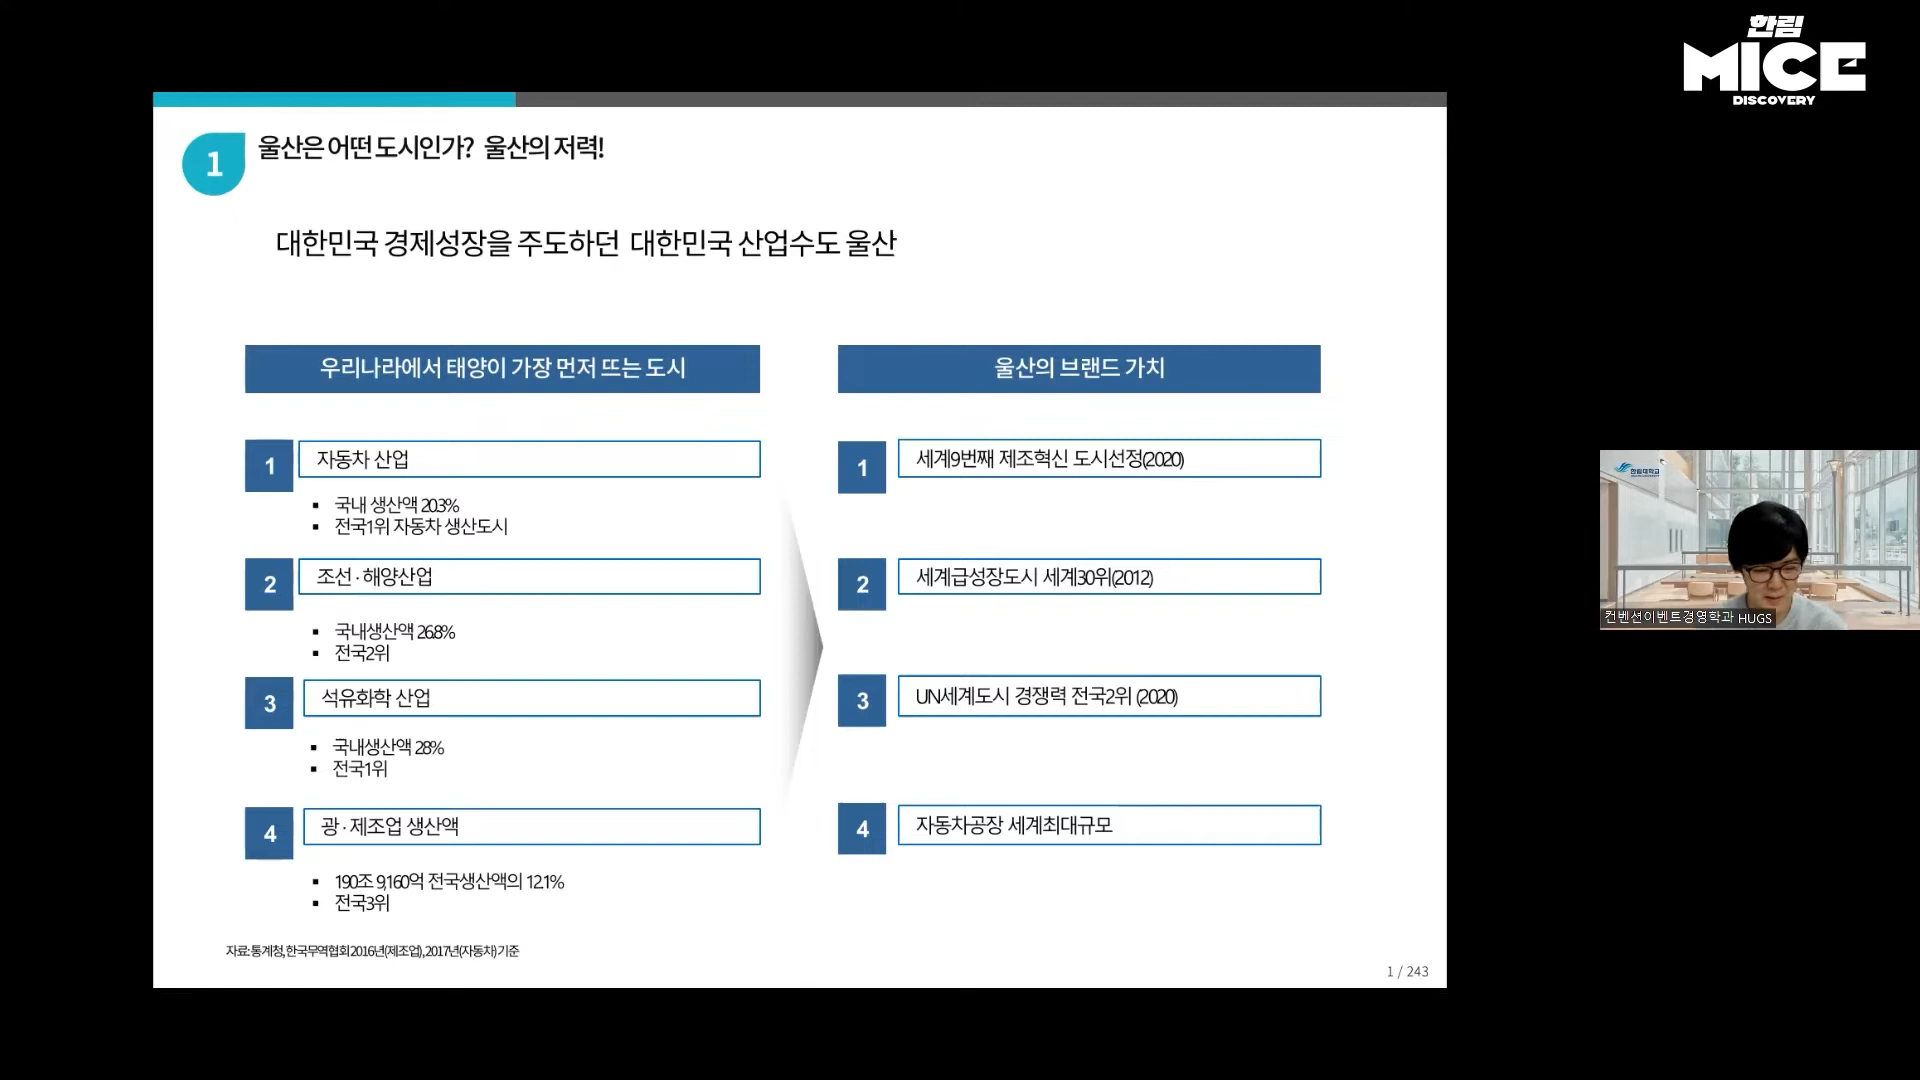 한림
MICE
DISCOVERY
1
울산은 어떤 도시인가? 울산의 저력!
대한민국 경제성장을 주도하던 대한민국 산업수도 울산
우리나라에서 태양이 가장 먼저 뜨는 도시
1
자동차 산업
▪ 국내 생산액 20.3%
▪ 전국1위 자동차 생산도시
2
조선·해양산업
▪ 국내생산액 26.8%
▪ 전국2위
3
석유화학 산업
▪ 국내생산액 28%
▪ 전국1위
4
광·제조업 생산액
▪ 190조 9,160억 전국생산액의 12.1%
▪ 전국3위
울산의 브랜드 가치
1
세계9번째 제조혁신 도시선정(2020)
2
세계급성장도시 세계30위(2012)
3
UN세계도시 경쟁력 전국2위 (2020)
4
자동차공장 세계최대규모
자료:통계청, 한국무역협회 2016년(제조업), 2017년(자동차) 기준
1 / 243
한림대학교
컨벤션이벤트경영학과 HUGS